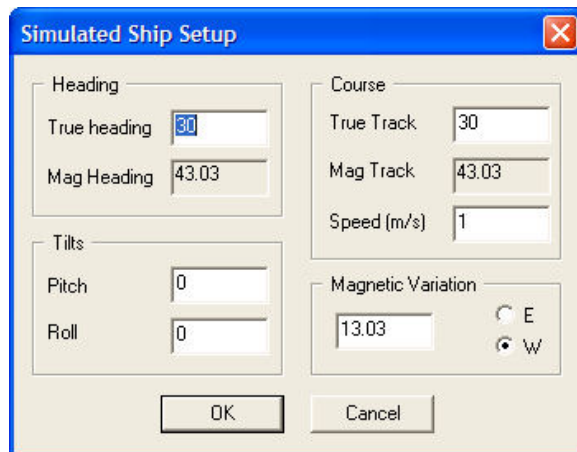 Simulated Ship Setup
Heading
True heading 30
Mag Heading 43.03
Tilts
Pitch 0
Roll 0
Course
True Track 30
Mag Track 43.03
Speed (m/s) 1
Magnetic Variation
13.03
E
W
OK
Cancel